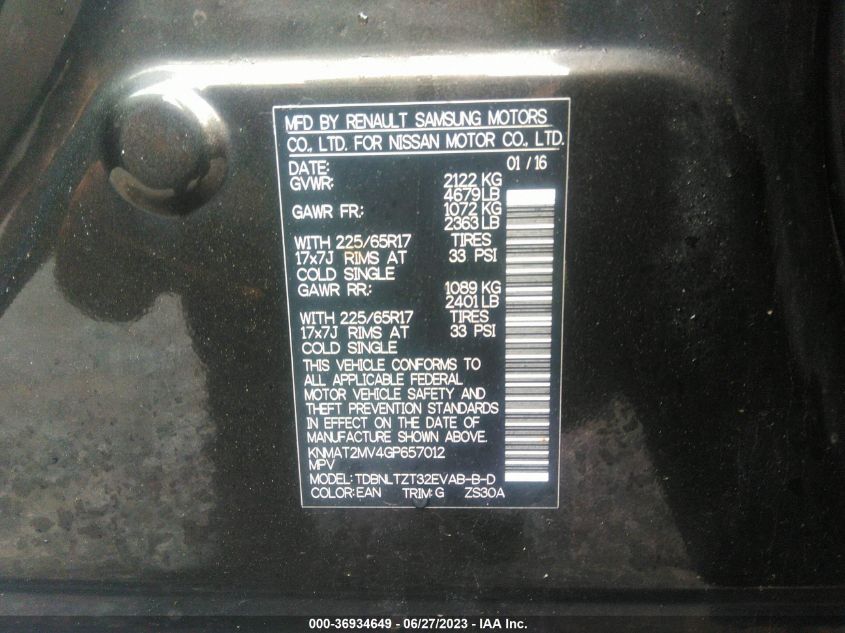 MFD BY RENAULT SAMSUNG MOTORS
CO., LTD. FOR NISSAN MOTOR CO., LTD.
DATE: 01 / 16
GVWR: 2122 KG
4679 LB
GAWR FR: 1072 KG
2363 LB
WITH 225/65R17 TIRES
17x7J RIMS AT 33 PSI
COLD SINGLE
GAWR RR: 1089 KG
2401 LB
WITH 225/65R17 TIRES
17x7J RIMS AT 33 PSI
COLD SINGLE
THIS VEHICLE CONFORMS TO
ALL APPLICABLE FEDERAL
MOTOR VEHICLE SAFETY AND
THEFT PREVENTION STANDARDS
IN EFFECT ON THE DATE OF
MANUFACTURE SHOWN ABOVE.
KNMAT2MV4GP657012
MPV
MODEL: TDBNLTZT32EVAB-B-D
COLOR: EAN TRIM: G ZS30A
000-36934649 - 06/27/2023 - © IAA Inc.